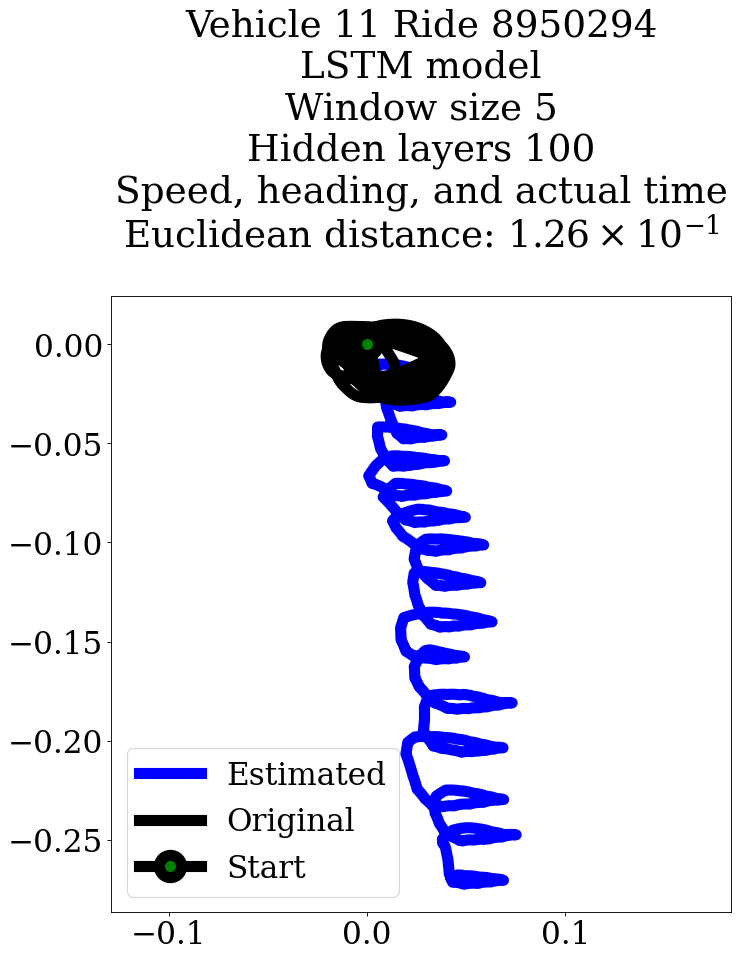 Vehicle 11 Ride 8950294
LSTM model
Window size 5
Hidden layers 100
Speed, heading, and actual time
Euclidean distance: 1.26 × 10⁻¹
0.00
−0.05
−0.10
−0.15
−0.20
−0.25
Estimated
Original
Start
−0.1
0.0
0.1